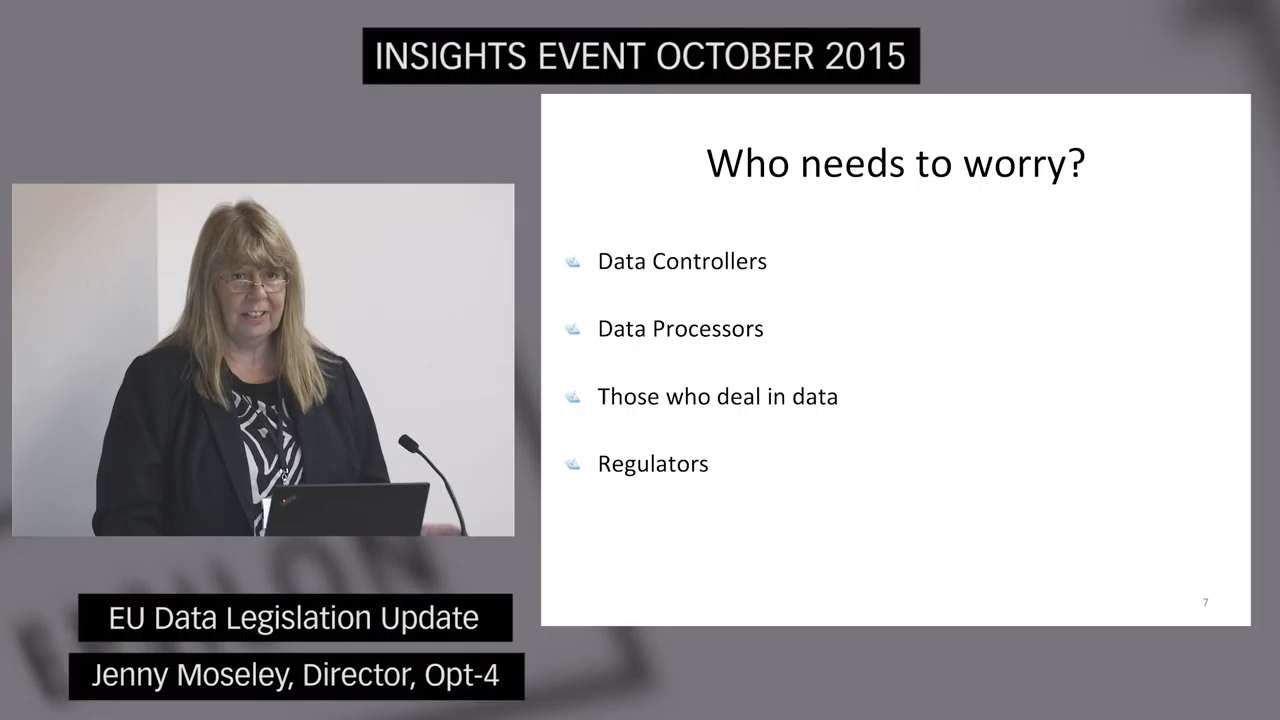 INSIGHTS EVENT OCTOBER 2015
Who needs to worry?
Data Controllers
Data Processors
Those who deal in data
Regulators
7
EU Data Legislation Update
Jenny Moseley, Director, Opt-4